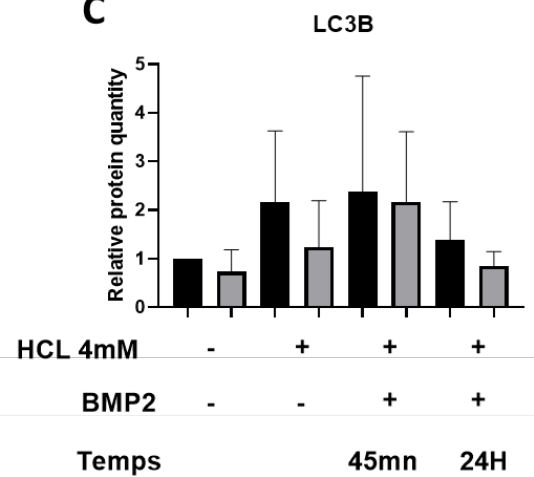 C
LC3B
Relative protein quantity
5
4
3
2
1
0
HCL 4mM - + + +
BMP2 - - + +
Temps 45mn 24H